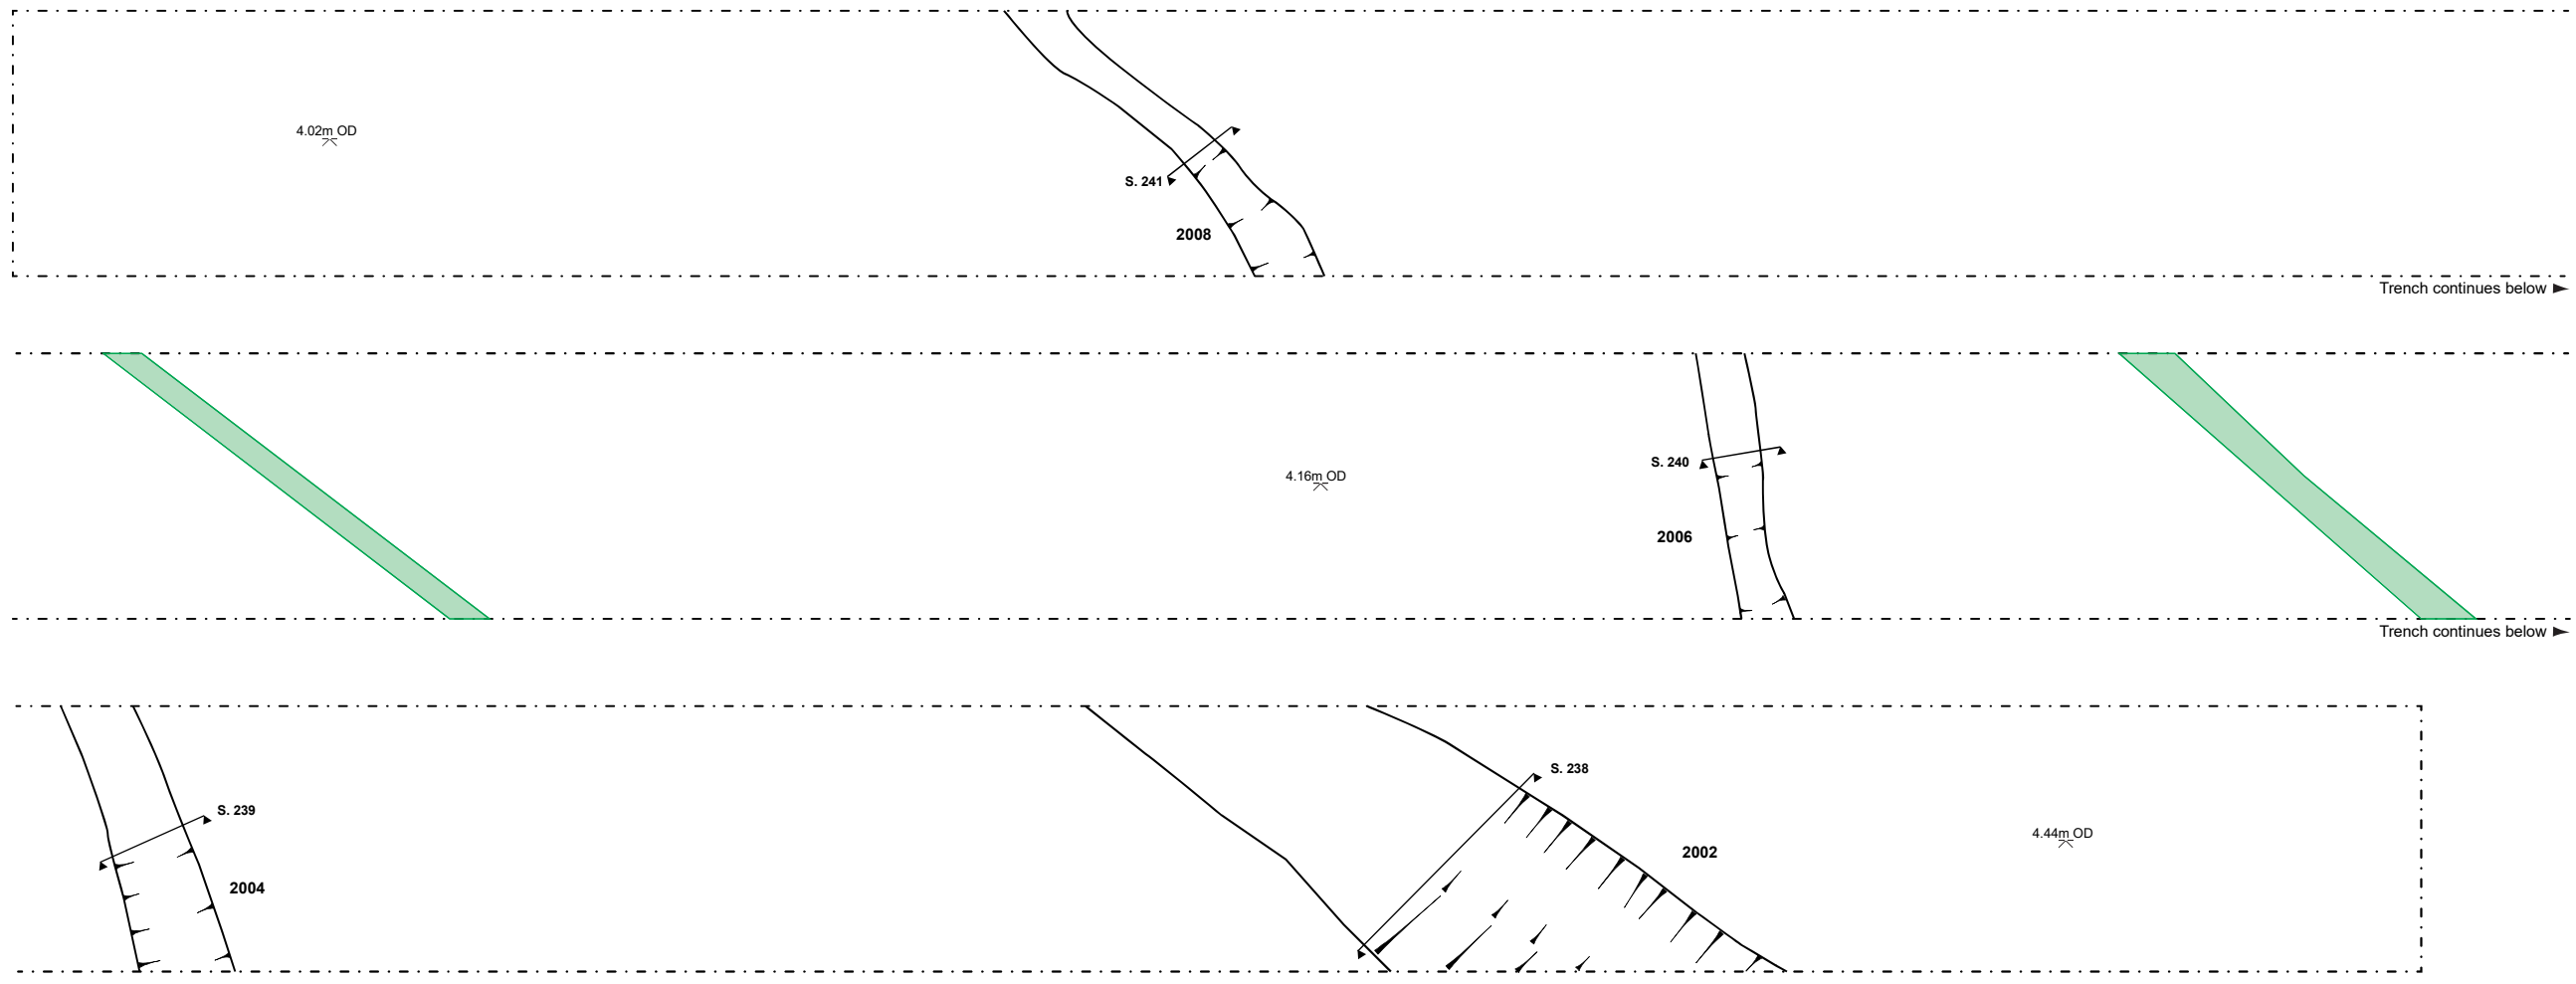 4.02m OD
S. 241
2008
Trench continues below
4.16m OD
S. 240
2006
Trench continues below
S. 238
S. 239
4.44m OD
2002
2004